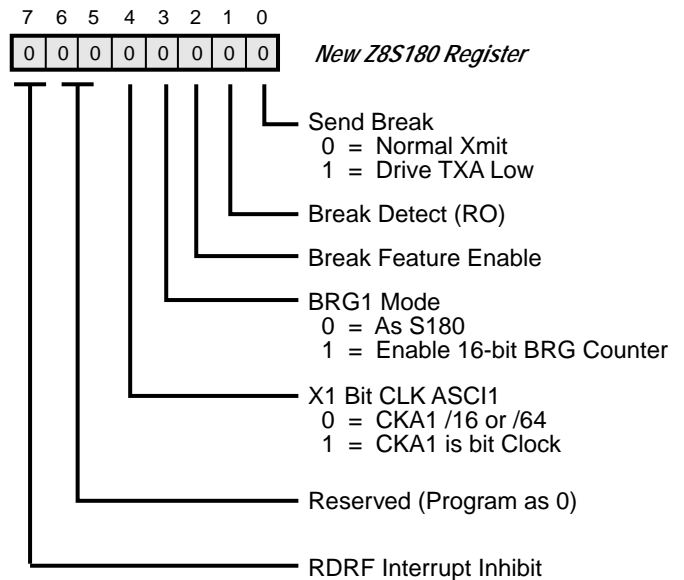 7 6 5 4 3 2 1 0
0 0 0 0 0 0 0 0 New Z8S180 Register
Send Break
0 = Normal Xmit
1 = Drive TXA Low
Break Detect (RO)
Break Feature Enable
BRG1 Mode
0 = As S180
1 = Enable 16-bit BRG Counter
X1 Bit CLK ASCI1
0 = CKA1 /16 or /64
1 = CKA1 is bit Clock
Reserved (Program as 0)
RDRF Interrupt Inhibit